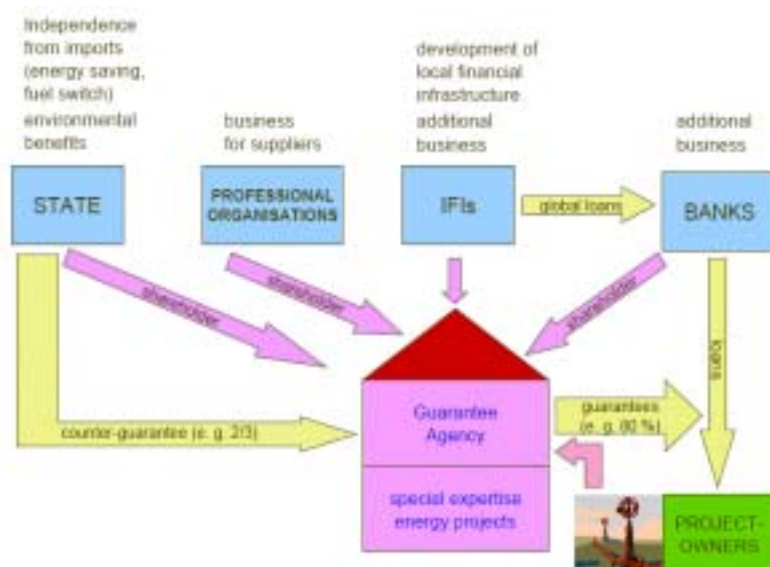 Independence
from imports
(energy saving,
fuel switch)
environmental
benefits
business
for suppliers
development of
local financial
infrastructure
additional
business
additional
business
STATE
PROFESSIONAL
ORGANISATIONS
IFIs
global loans
BANKS
shareholder
shareholder
shareholder
loans
Guarantee
Agency
guarantees
(e. g. 80 %)
counter-guarantee (e. g. 2/3)
special expertise
energy projects
PROJECT-
OWNERS